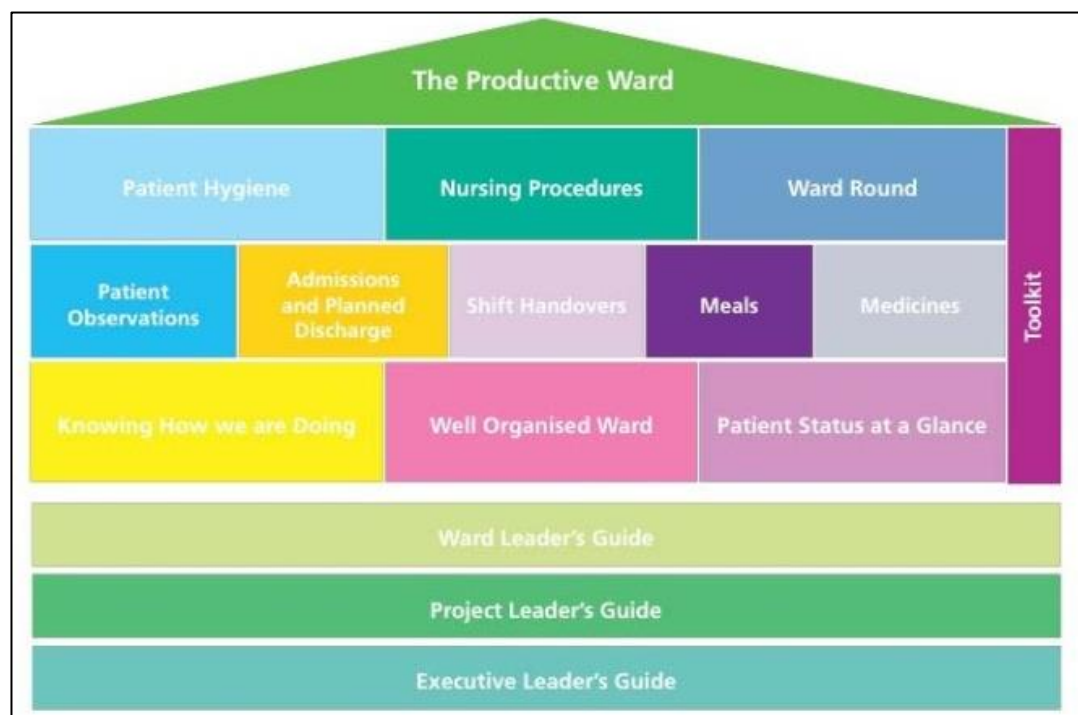 The Productive Ward
Patient Hygiene
Nursing Procedures
Ward Round
Patient
Observations
Admissions
and Planned
Discharge
Shift Handovers
Meals
Medicines
Toolkit
Knowing How we are Doing
Well Organised Ward
Patient Status at a Glance
Ward Leader's Guide
Project Leader's Guide
Executive Leader's Guide